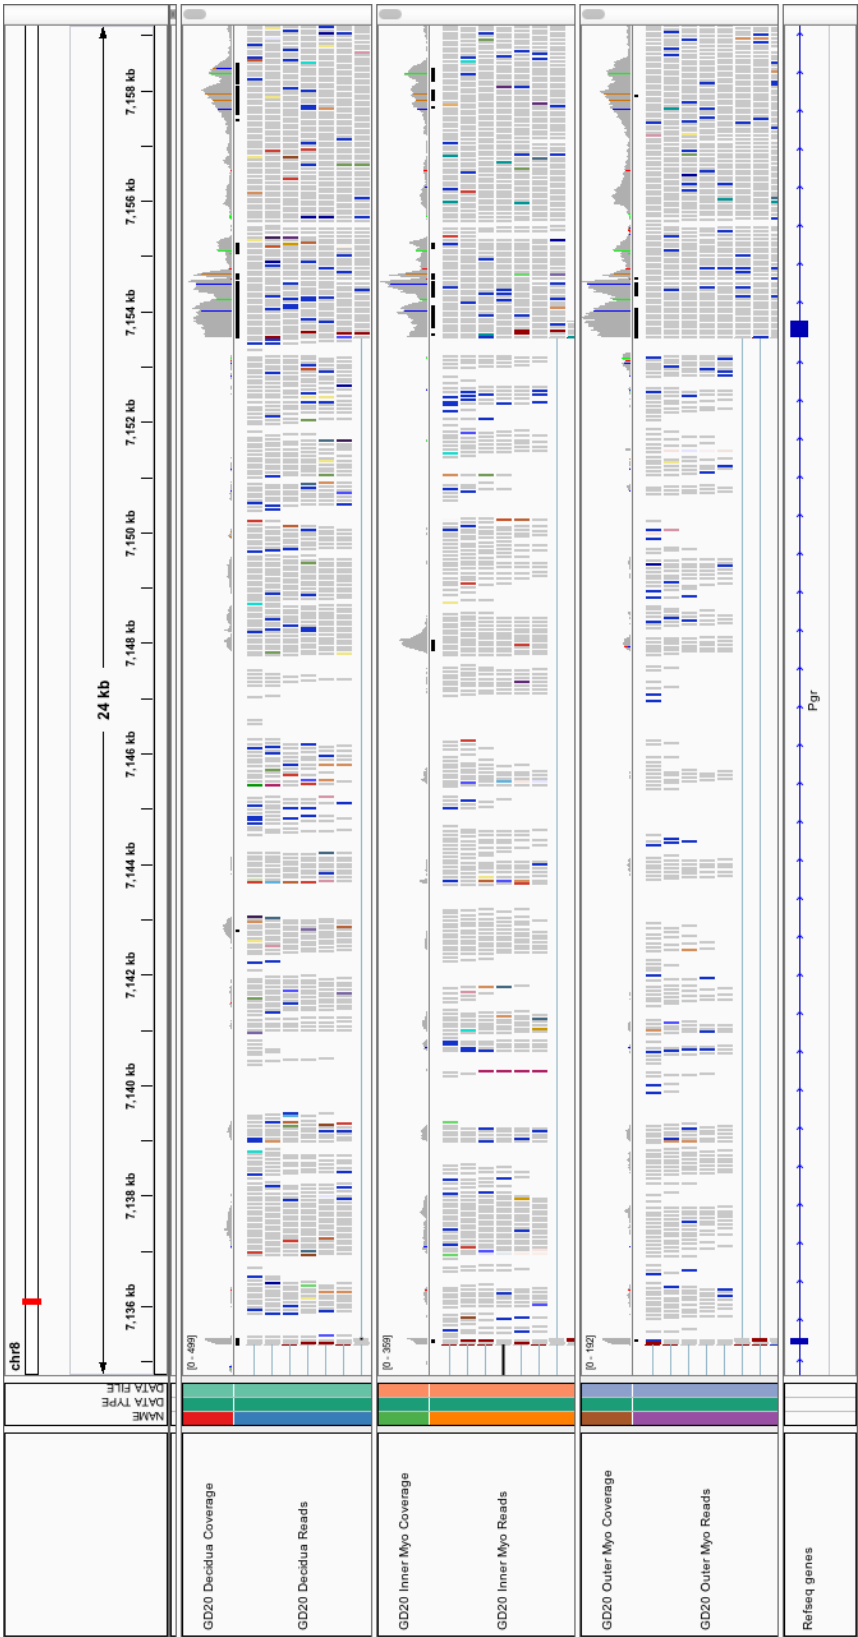 chr8
24 kb
7,136 kb
7,138 kb
7,140 kb
7,142 kb
7,144 kb
7,146 kb
7,148 kb
7,150 kb
7,152 kb
7,154 kb
7,156 kb
7,158 kb
NAME
DATA TYPE
DATA FILE
GD20 Decidua Coverage
[0 - 499]
GD20 Decidua Reads
GD20 Inner Myo Coverage
[0 - 359]
GD20 Inner Myo Reads
GD20 Outer Myo Coverage
[0 - 192]
GD20 Outer Myo Reads
Refseq genes
Pgr